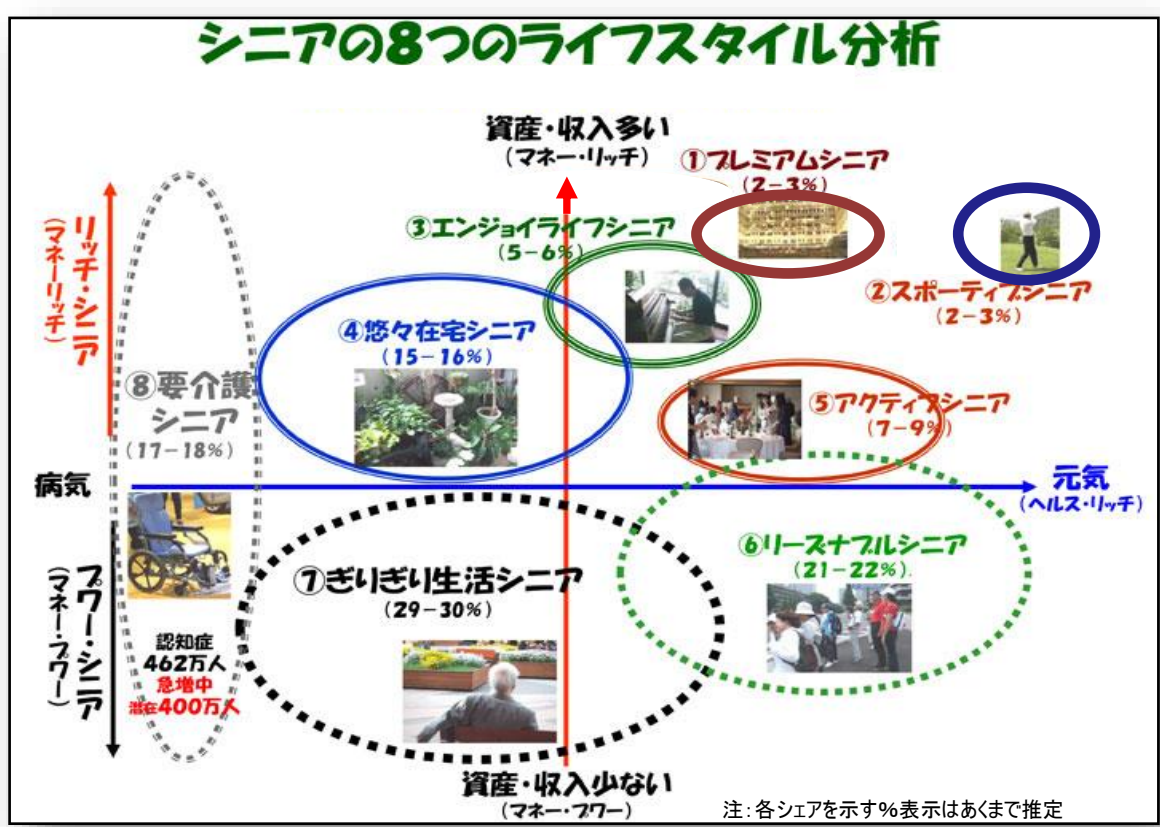 シニアの8つのライフスタイル分析
資産・収入多い
(マネー・リッチ)
①プレミアムシニア
(2-3%)
③エンジョイライフシニア
(5-6%)
②スポーティブシニア
(2-3%)
④悠々在宅シニア
(15-16%)
⑤アクティブシニア
(7-9%)
リッチ・シニア
(マネーリッチ)
⑧要介護
シニア
(17-18%)
病気
元気
(ヘルス・リッチ)
⑥リーズナブルシニア
(21-22%).
⑦ぎりぎり生活シニア
(29-30%)
プワー・シニア
(マネー・プワー)
認知症
462万人
急増中
潜在400万人
資産・収入少ない
(マネー・プワー)
注:各シェアを示す%表示はあくまで推定